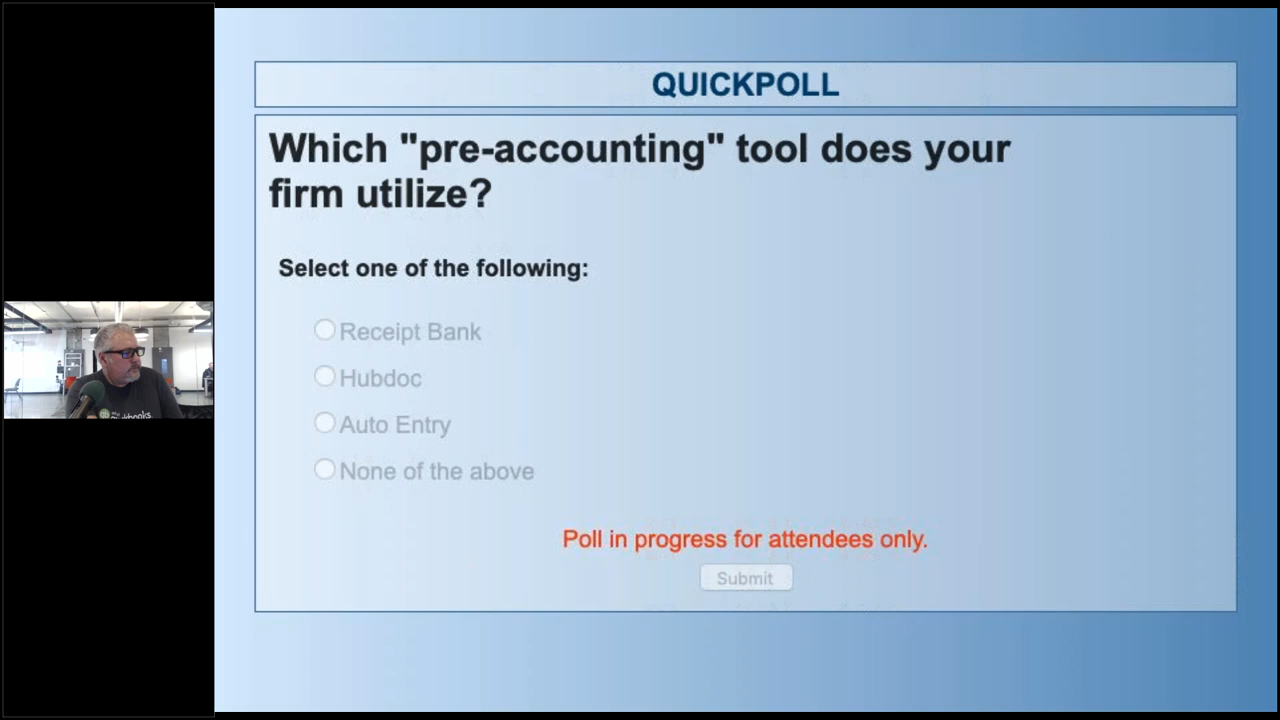 QUICKPOLL
Which "pre-accounting" tool does your
firm utilize?
Select one of the following:
Receipt Bank
Hubdoc
Auto Entry
None of the above
Poll in progress for attendees only.
Submit